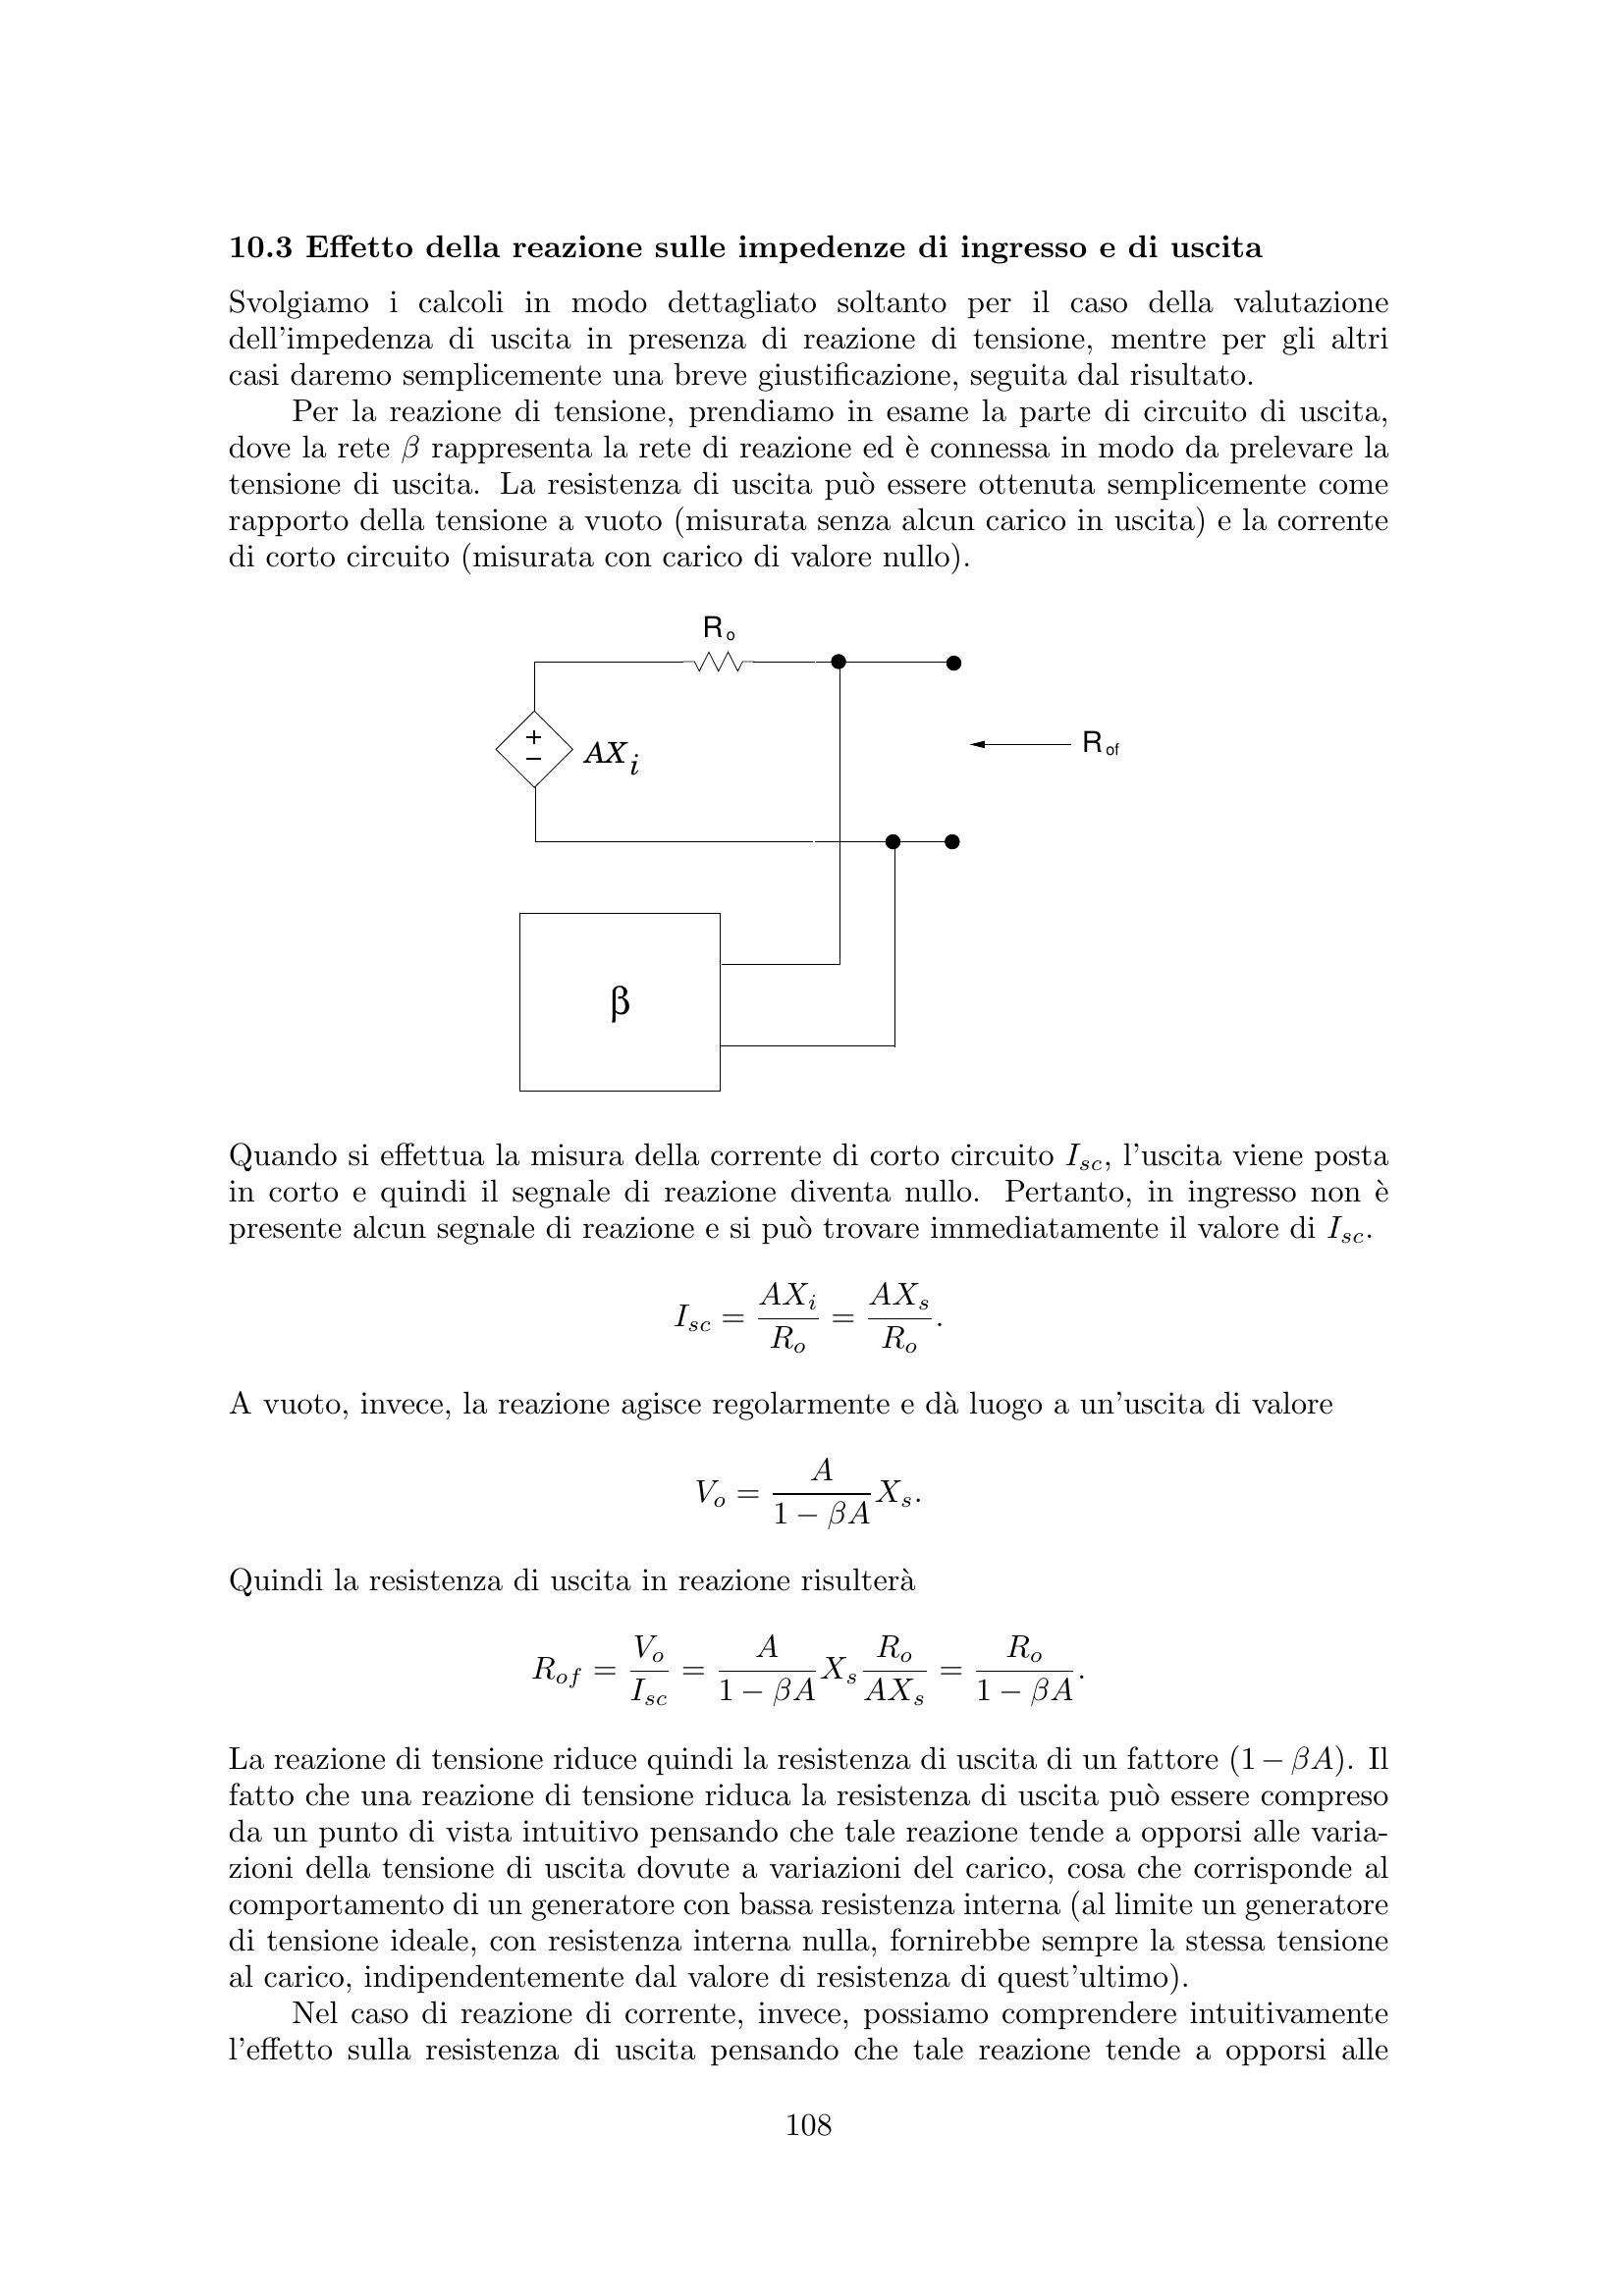 10.3 Effetto della reazione sulle impedenze di ingresso e di uscita
Svolgiamo i calcoli in modo dettagliato soltanto per il caso della valutazione
dell'impedenza di uscita in presenza di reazione di tensione, mentre per gli altri
casi daremo semplicemente una breve giustificazione, seguita dal risultato.
Per la reazione di tensione, prendiamo in esame la parte di circuito di uscita,
dove la rete β rappresenta la rete di reazione ed è connessa in modo da prelevare la
tensione di uscita. La resistenza di uscita può essere ottenuta semplicemente come
rapporto della tensione a vuoto (misurata senza alcun carico in uscita) e la corrente
di corto circuito (misurata con carico di valore nullo).
R_o
+
−
AX_i
R_of
β
Quando si effettua la misura della corrente di corto circuito I_{sc}, l'uscita viene posta
in corto e quindi il segnale di reazione diventa nullo. Pertanto, in ingresso non è
presente alcun segnale di reazione e si può trovare immediatamente il valore di I_{sc}.
I_{sc} = \frac{AX_i}{R_o} = \frac{AX_s}{R_o}.
A vuoto, invece, la reazione agisce regolarmente e dà luogo a un'uscita di valore
V_o = \frac{A}{1 − βA} X_s.
Quindi la resistenza di uscita in reazione risulterà
R_{of} = \frac{V_o}{I_{sc}} = \frac{A}{1 − βA} X_s \frac{R_o}{AX_s} = \frac{R_o}{1 − βA}.
La reazione di tensione riduce quindi la resistenza di uscita di un fattore (1 − βA). Il
fatto che una reazione di tensione riduca la resistenza di uscita può essere compreso
da un punto di vista intuitivo pensando che tale reazione tende a opporsi alle varia-
zioni della tensione di uscita dovute a variazioni del carico, cosa che corrisponde al
comportamento di un generatore con bassa resistenza interna (al limite un generatore
di tensione ideale, con resistenza interna nulla, fornirebbe sempre la stessa tensione
al carico, indipendentemente dal valore di resistenza di quest'ultimo).
Nel caso di reazione di corrente, invece, possiamo comprendere intuitivamente
l'effetto sulla resistenza di uscita pensando che tale reazione tende a opporsi alle
108